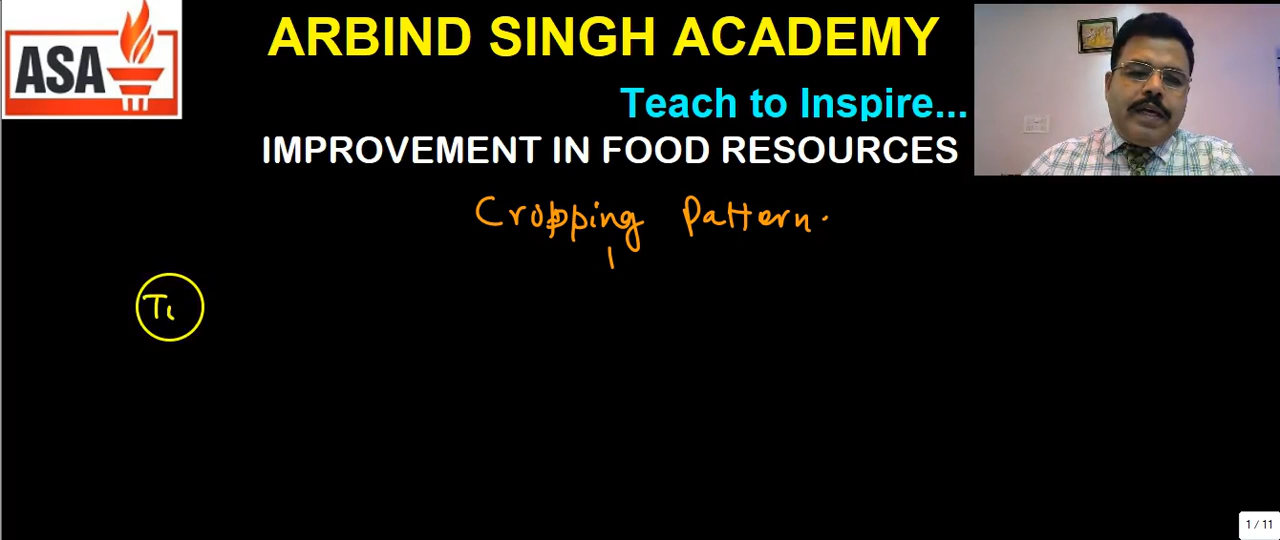 ASA
ARBIND SINGH ACADEMY
Teach to Inspire...
IMPROVEMENT IN FOOD RESOURCES
Cropping Pattern.
1 / 11